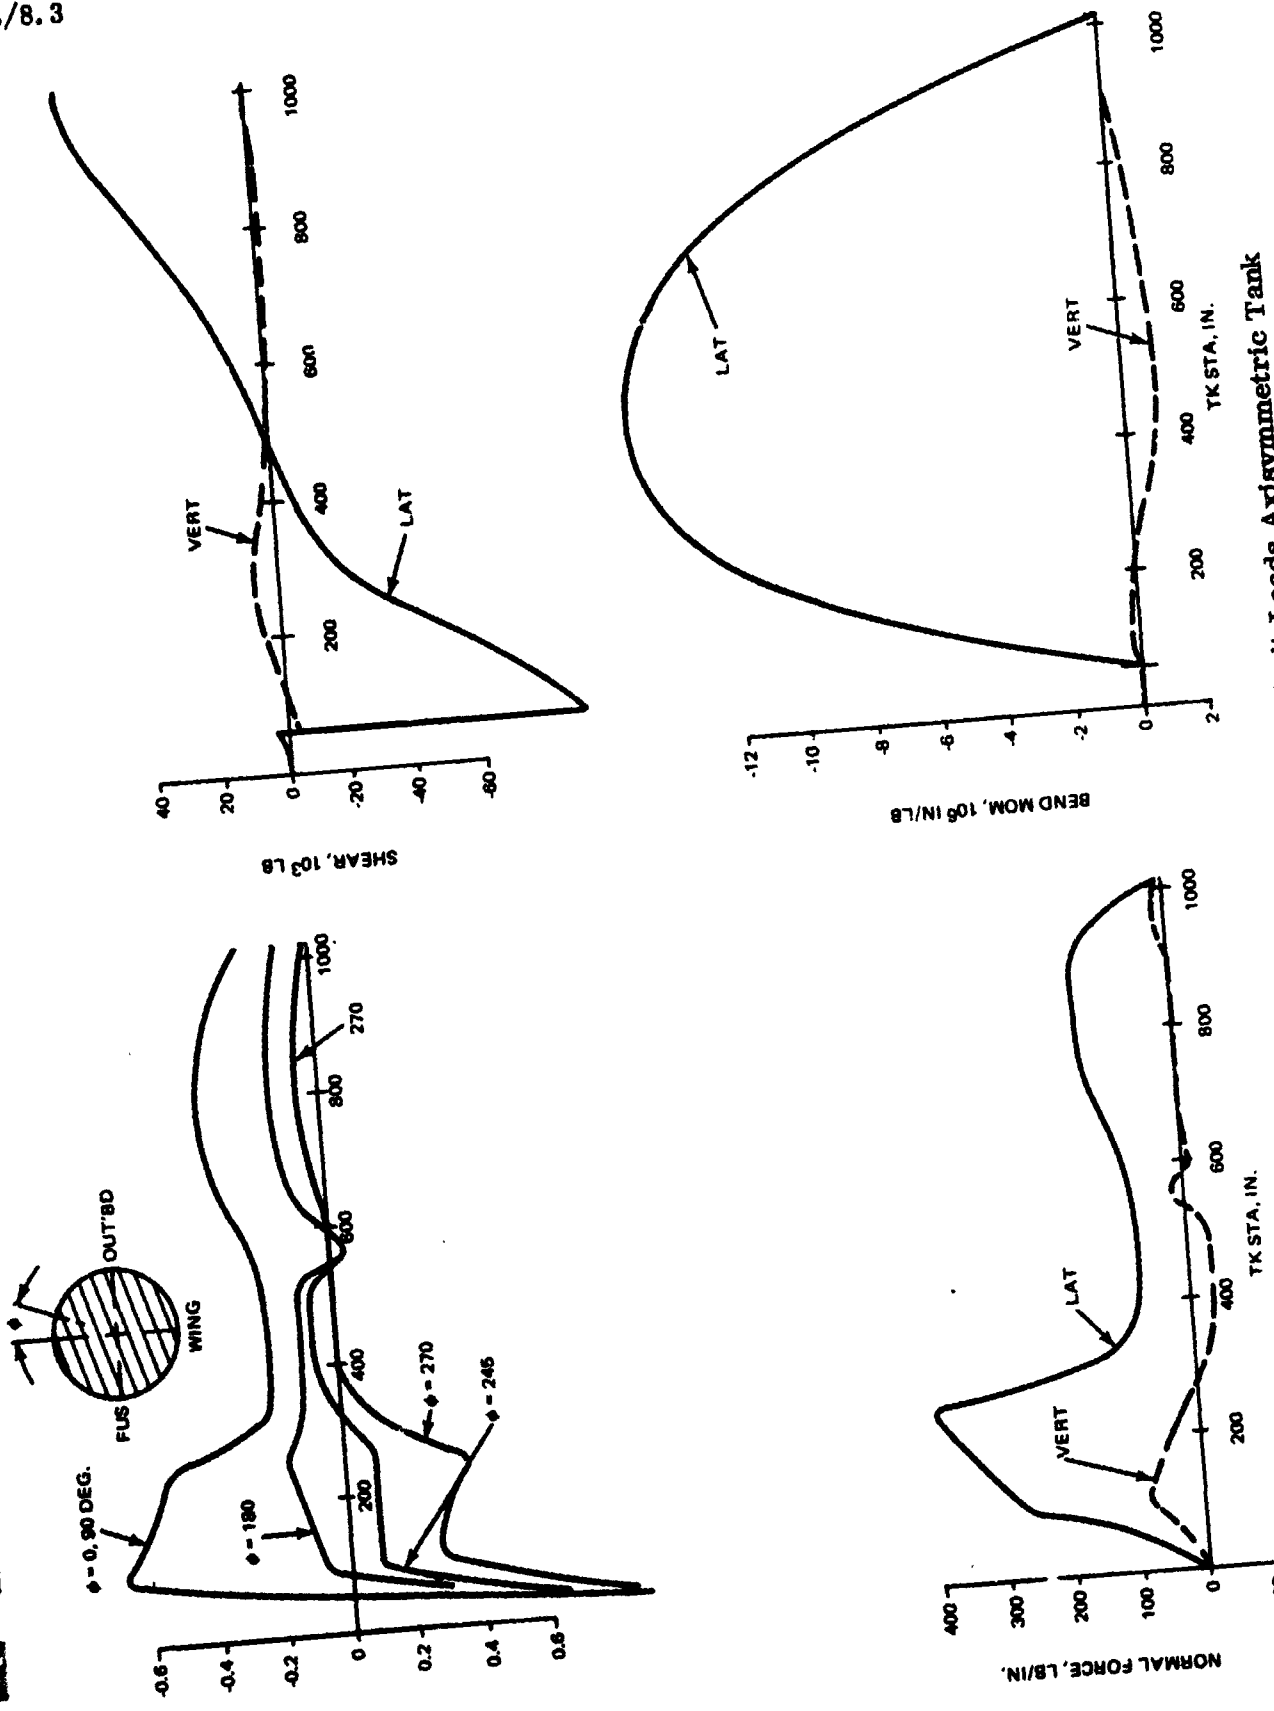 /8.3
φ
FUS
OUT'BD
WING
φ = 0, 90 DEG.
φ = 180
φ = 270
φ = 245
270
-0.6
-0.4
-0.2
0
0.2
0.4
0.6
200
400
600
800
1000
SHEAR, 10³ LB
40
20
0
-20
-40
-60
200
400
600
800
1000
VERT
LAT
NORMAL FORCE, LB/IN.
400
300
200
100
0
200
400
600
800
1000
LAT
VERT
TK STA, IN.
BEND MOM, 10⁶ IN/LB
-12
-10
-8
-6
-4
-2
0
2
200
400
600
800
1000
LAT
VERT
TK STA, IN.
Loads Axisymmetric Tank